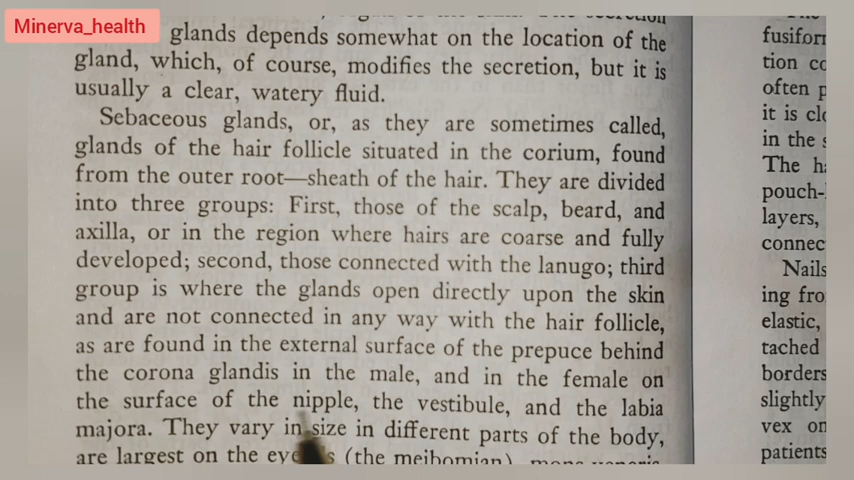 Minerva_health
glands depends somewhat on the location of the
gland, which, of course, modifies the secretion, but it is
usually a clear, watery fluid.
Sebaceous glands, or, as they are sometimes called,
glands of the hair follicle situated in the corium, found
from the outer root—sheath of the hair. They are divided
into three groups: First, those of the scalp, beard, and
axilla, or in the region where hairs are coarse and fully
developed; second, those connected with the lanugo; third
group is where the glands open directly upon the skin
and are not connected in any way with the hair follicle,
as are found in the external surface of the prepuce behind
the corona glandis in the male, and in the female on
the surface of the nipple, the vestibule, and the labia
majora. They vary in size in different parts of the body,
are largest on the (the meibomian)
tion
often
it is
in the
The
layers,
Nails
elastic,
borders
slightly
patients